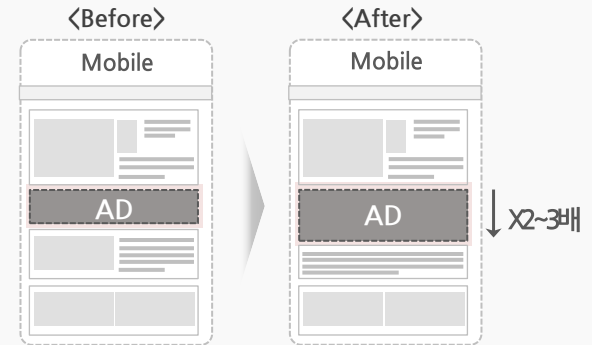 <Before>
<After>
Mobile
Mobile
AD
AD
X2~3배